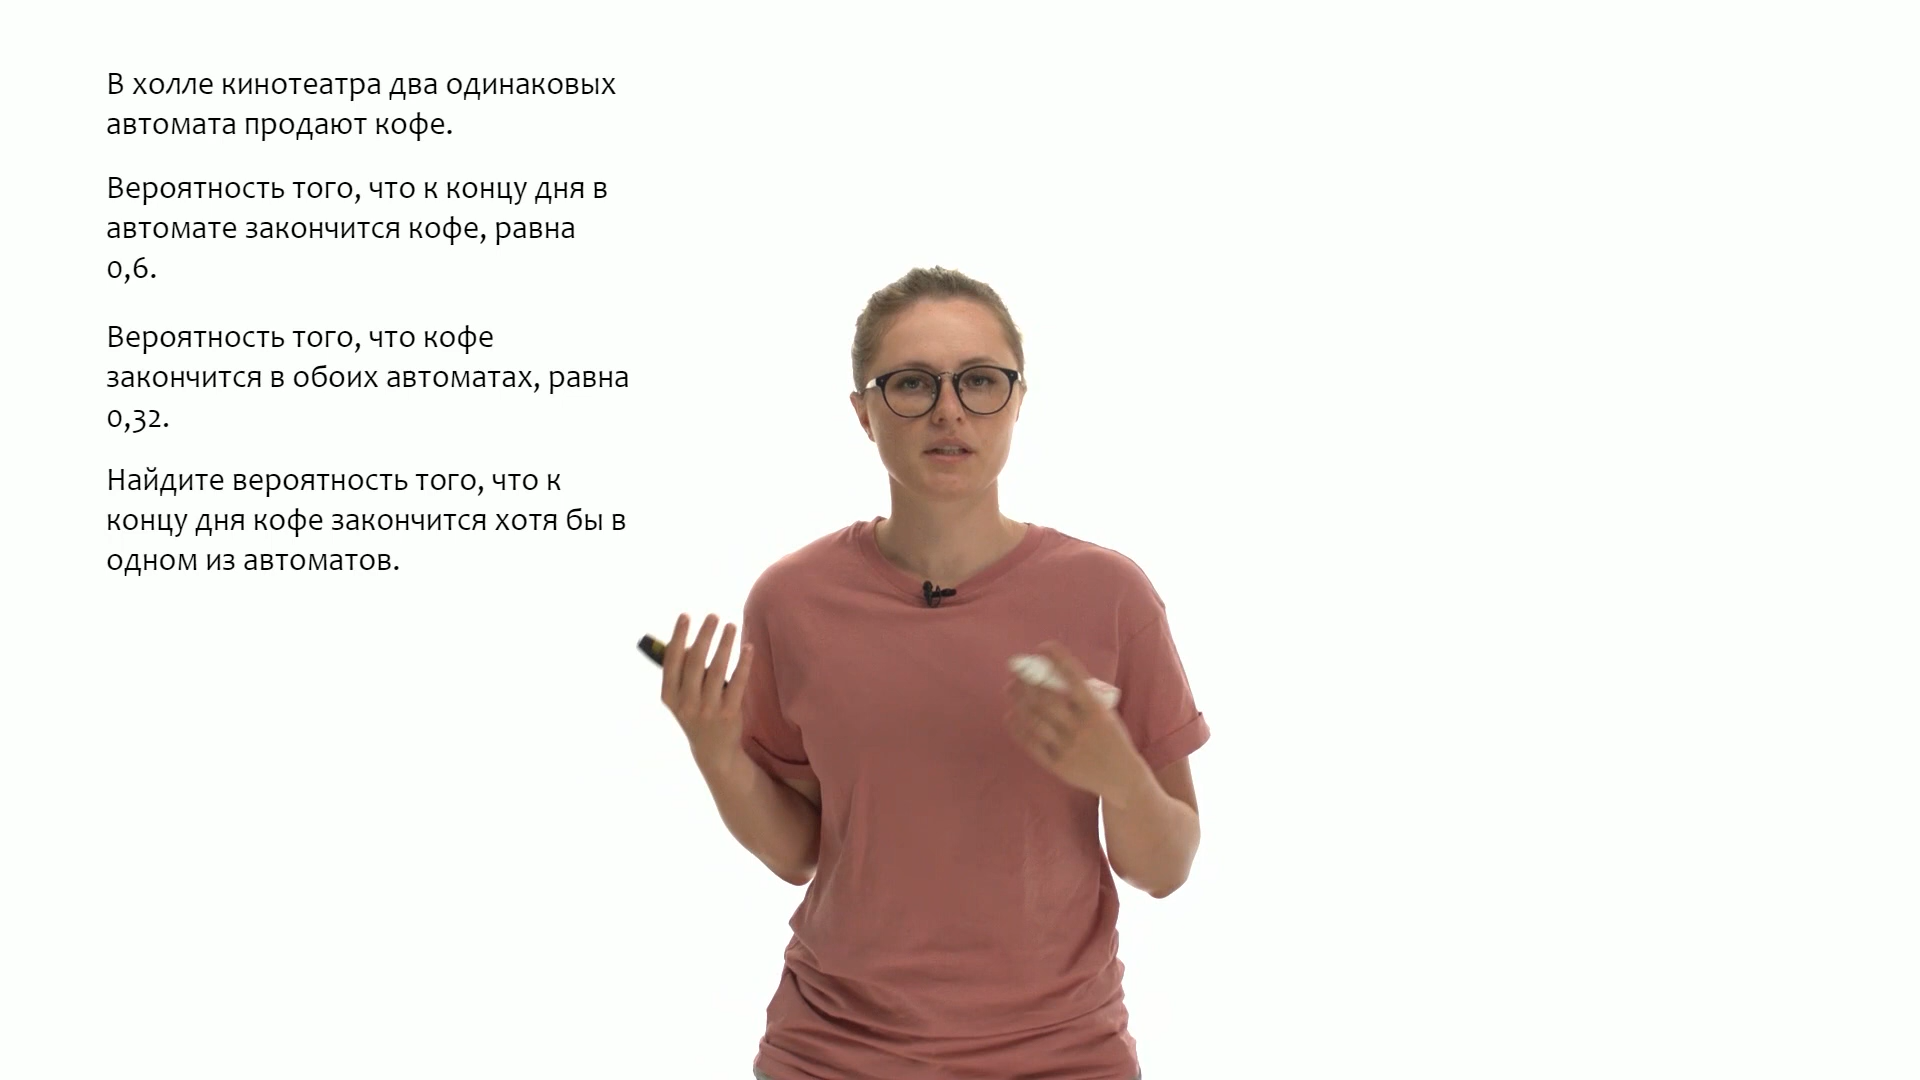 В холле кинотеатра два одинаковых
автомата продают кофе.
Вероятность того, что к концу дня в
автомате закончится кофе, равна
0,6.
Вероятность того, что кофе
закончится в обоих автоматах, равна
0,32.
Найдите вероятность того, что к
концу дня кофе закончится хотя бы в
одном из автоматов.